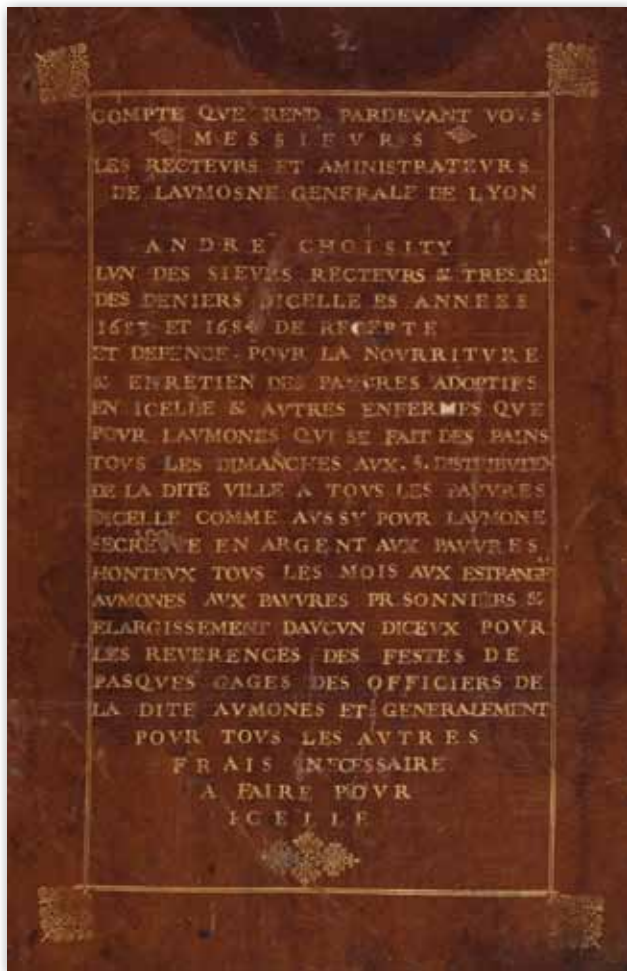 COMPTE QVE REND PARDEVANT VOVS
MESSIEVRS
LES RECTEVRS ET AMINISTRATEVRS
DE LAVMOSNE GENERALE DE LYON
ANDRE CHOISITY
LVN DES SIEVRS RECTEVRS & TRESORI
DES DENIERS DICELLE ES ANNEES
ET 168 DE RECEPTE
ET DEPENCE POVR LA NOVRRITVRE
& ENRETIEN DES PAVVRES ADOPTIFS
EN ICELLE & AVTRES ENFERMES QVE
POVR LAVMONES QVI SE FAIT DES PAINS
TOVS LES DIMANCHES AVX . 5 .
DE LA DITE VILLE A TOVS LES PAVVRES
DICELLE COMME AVSSY POVR LAVMONE
EN ARGENT AVX PAVVRES
HONTEVX TOVS LES MOIS AVX ESTRANGE
AVMONES AVX PAVVRES PRISONNIERS &
ELARGISSEMENT DAVCVN DICEVX POVR
LES REVERENCES DES FESTES DE
PASQVES GAGES DES OFFICIERS DE
LA DITE AVMONES ET GENERALEMENT
POVR TOVS LES AVTRES
FRAIS NECESSAIRE
A FAIRE POVR
ICELLE